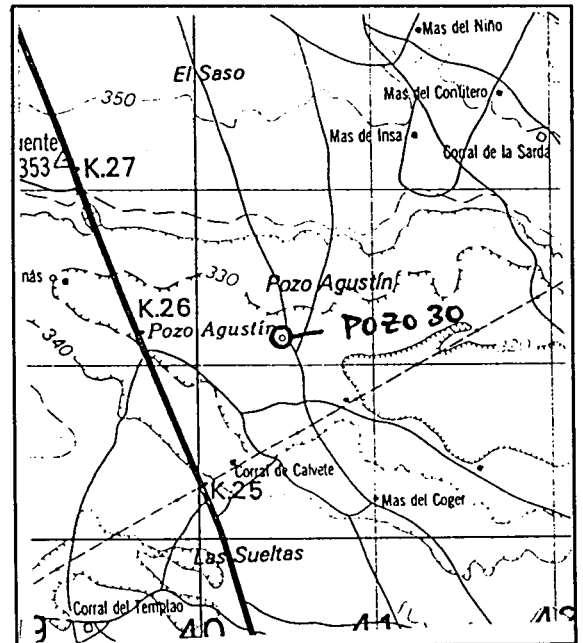 Mas del Niño
El Saso
350
Mas del Contitero
Mas de Insa
Corral de la Sarda
353
K.27
330
Pozo Agustín
K.26
Pozo Agustín
POZO 30
340
320
Corral de Calvete
K.25
Mas del Coger
Las Sueltas
Corral del Templao
40
41